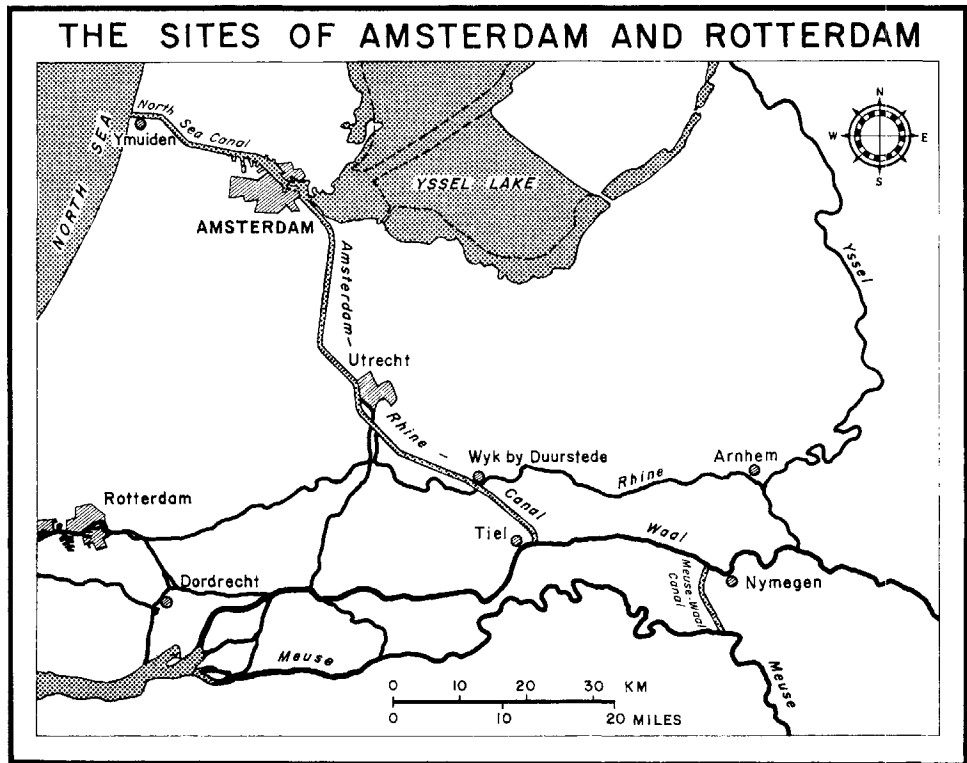 THE SITES OF AMSTERDAM AND ROTTERDAM
North Sea Canal
Ymuiden
NORTH SEA
N
W
E
S
YSSEL LAKE
AMSTERDAM
Amsterdam–
Yssel
Utrecht
Rhine –
Wyk by Duurstede
Arnhem
Rhine
Canal
Rotterdam
Tiel
Waal
Dordrecht
Meuse-Waal
Canal
Nymegen
Meuse
Meuse
0 10 20 30 KM
0 10 20 MILES